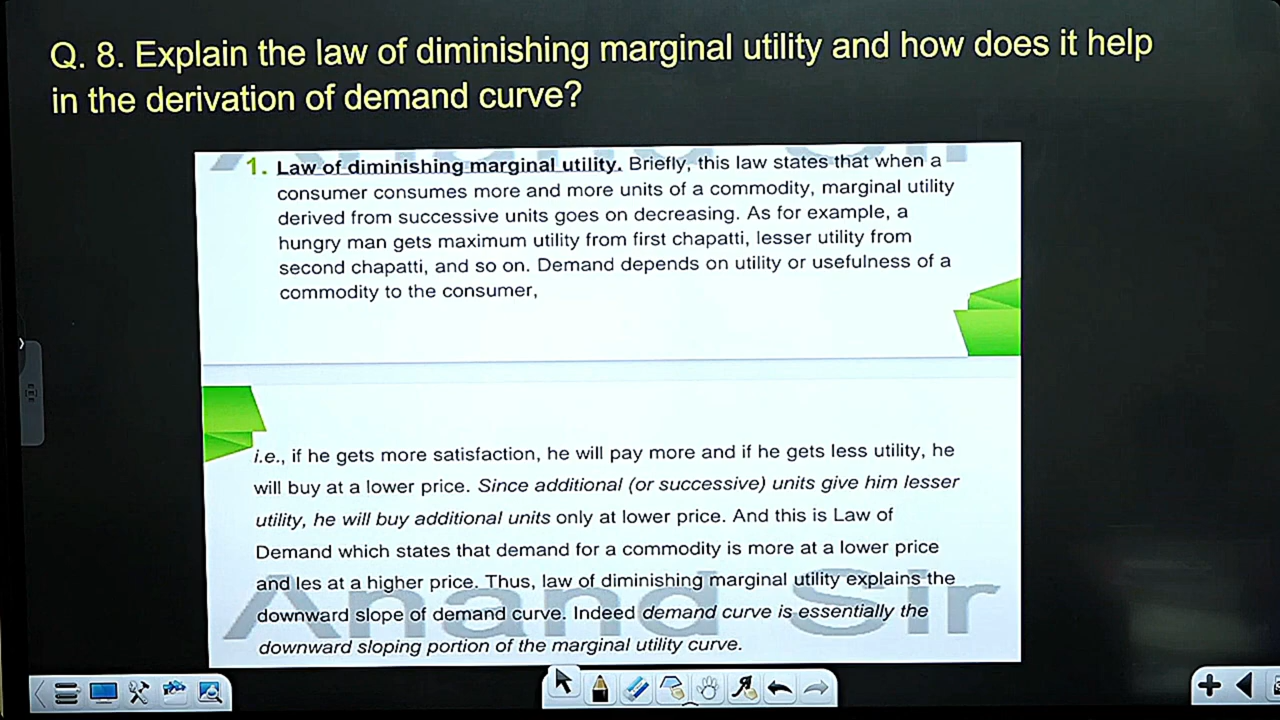 Q. 8. Explain the law of diminishing marginal utility and how does it help
in the derivation of demand curve?
1. Law of diminishing marginal utility. Briefly, this law states that when a
consumer consumes more and more units of a commodity, marginal utility
derived from successive units goes on decreasing. As for example, a
hungry man gets maximum utility from first chapatti, lesser utility from
second chapatti, and so on. Demand depends on utility or usefulness of a
commodity to the consumer,
i.e., if he gets more satisfaction, he will pay more and if he gets less utility, he
will buy at a lower price. Since additional (or successive) units give him lesser
utility, he will buy additional units only at lower price. And this is Law of
Demand which states that demand for a commodity is more at a lower price
and les at a higher price. Thus, law of diminishing marginal utility explains the
downward slope of demand curve. Indeed demand curve is essentially the
downward sloping portion of the marginal utility curve.
Anand Sir